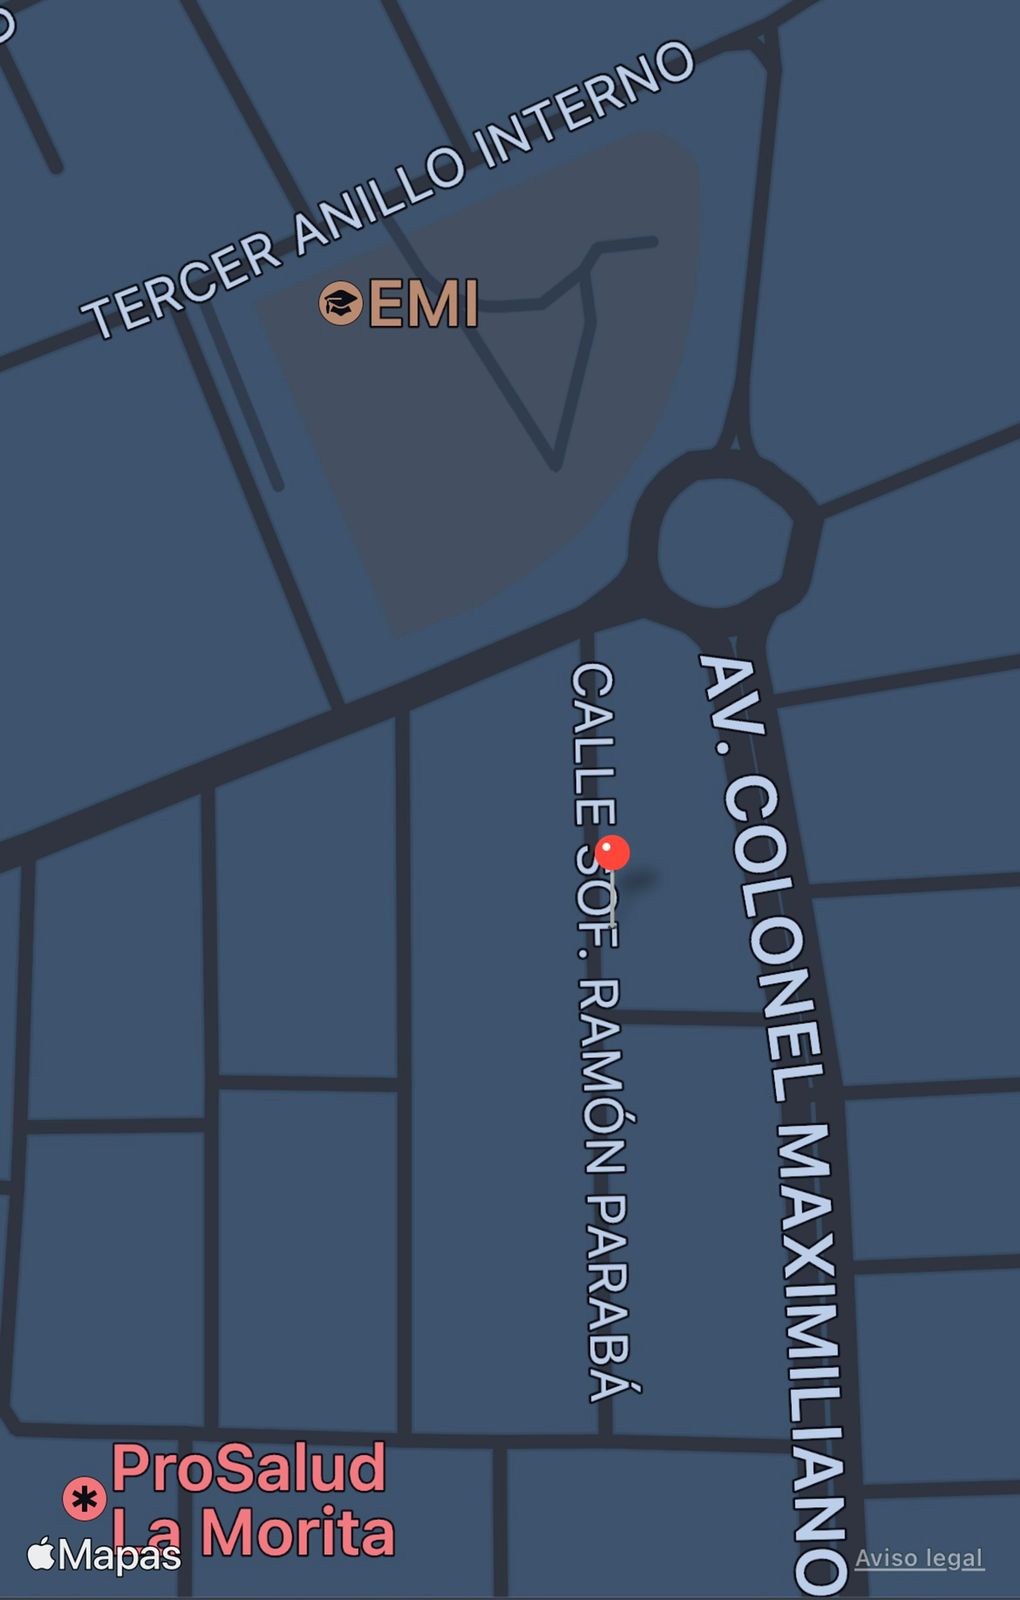 TERCER ANILLO INTERNO
EMI
CALLE SOF. RAMÓN PARABÁ
AV. COLONEL MAXIMILIANO
ProSalud
La Morita
Mapas
Aviso legal